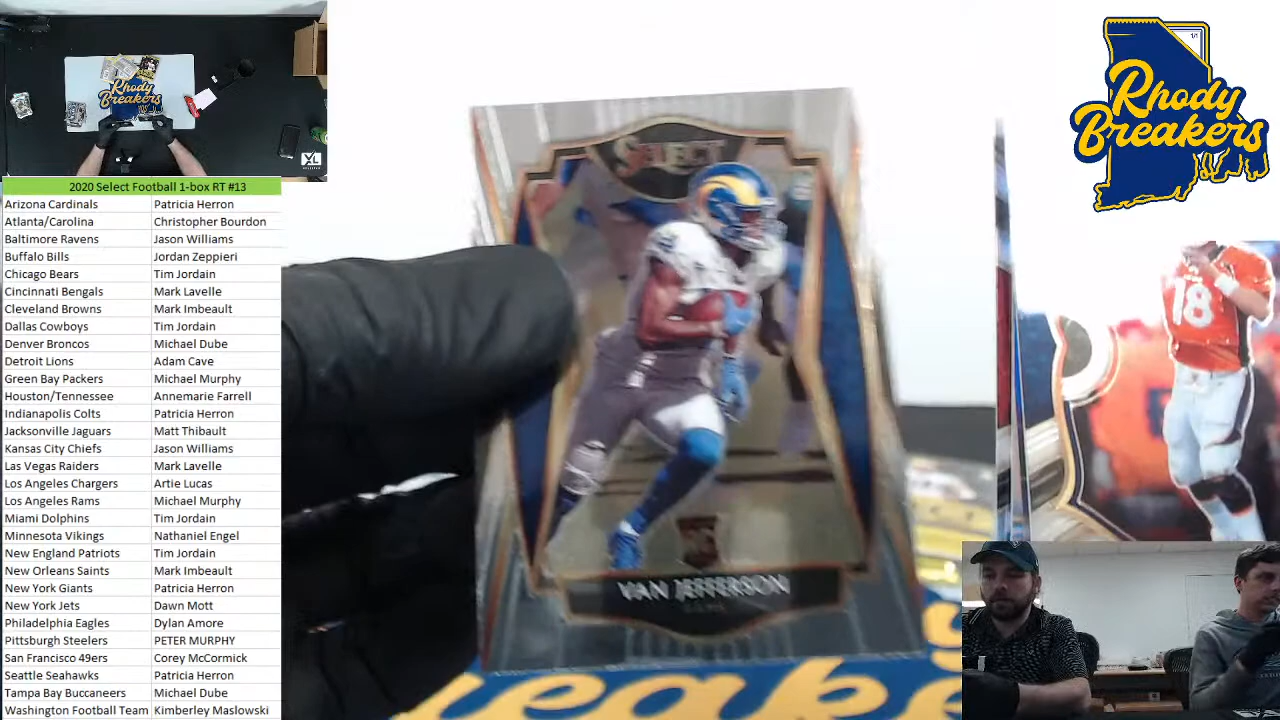 Rhody
Breakers
XL
2020 Select Football 1-box RT #13
Arizona Cardinals Patricia Herron
Atlanta/Carolina Christopher Bourdon
Baltimore Ravens Jason Williams
Buffalo Bills Jordan Zeppieri
Chicago Bears Tim Jordain
Cincinnati Bengals Mark Lavelle
Cleveland Browns Mark Imbeault
Dallas Cowboys Tim Jordain
Denver Broncos Michael Dube
Detroit Lions Adam Cave
Green Bay Packers Michael Murphy
Houston/Tennessee Annemarie Farrell
Indianapolis Colts Patricia Herron
Jacksonville Jaguars Matt Thibault
Kansas City Chiefs Jason Williams
Las Vegas Raiders Mark Lavelle
Los Angeles Chargers Artie Lucas
Los Angeles Rams Michael Murphy
Miami Dolphins Tim Jordain
Minnesota Vikings Nathaniel Engel
New England Patriots Tim Jordain
New Orleans Saints Mark Imbeault
New York Giants Patricia Herron
New York Jets Dawn Mott
Philadelphia Eagles Dylan Amore
Pittsburgh Steelers PETER MURPHY
San Francisco 49ers Corey McCormick
Seattle Seahawks Patricia Herron
Tampa Bay Buccaneers Michael Dube
Washington Football Team Kimberley Maslowski
SELECT
VAN JEFFERSON
RAMS
1/1
Rhody
Breakers
18